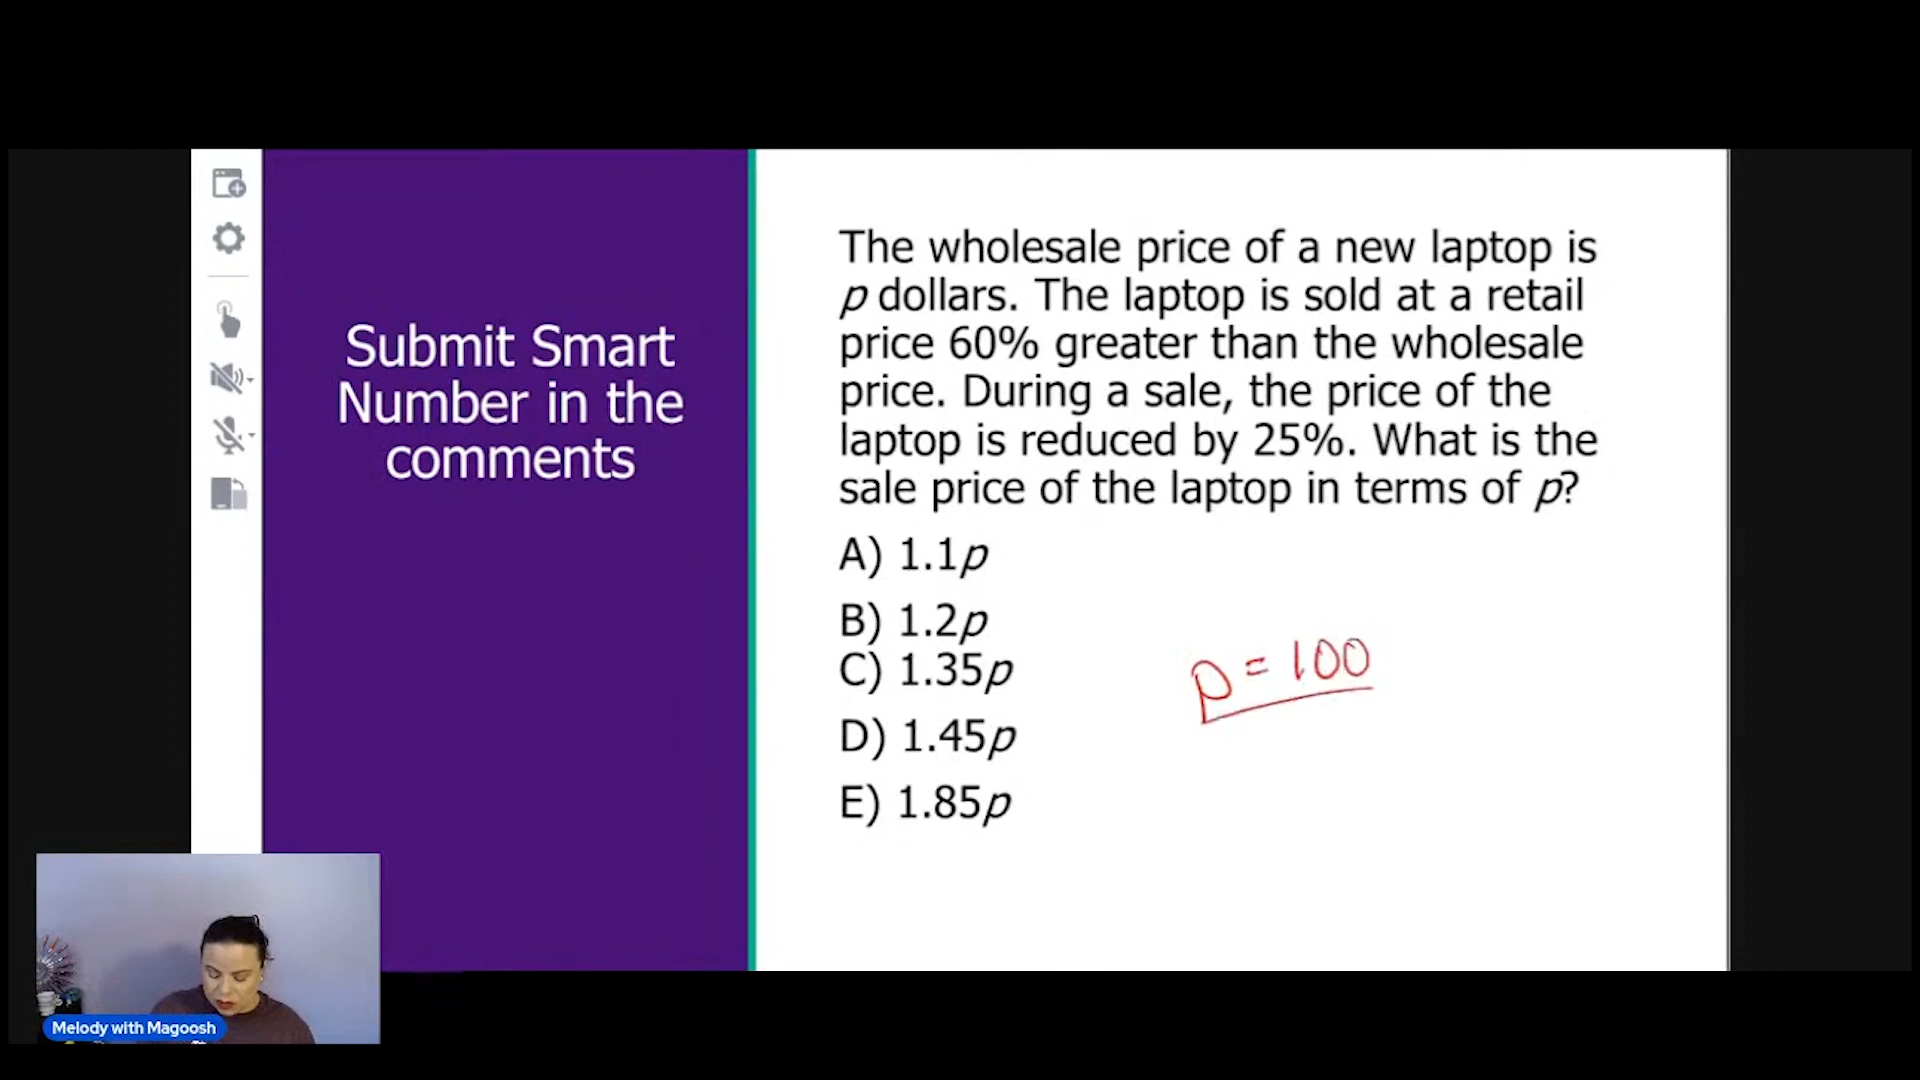 Submit Smart
Number in the
comments
The wholesale price of a new laptop is
p dollars. The laptop is sold at a retail
price 60% greater than the wholesale
price. During a sale, the price of the
laptop is reduced by 25%. What is the
sale price of the laptop in terms of p?
A) 1.1p
B) 1.2p
C) 1.35p
D) 1.45p
E) 1.85p
p = 100
Melody with Magoosh